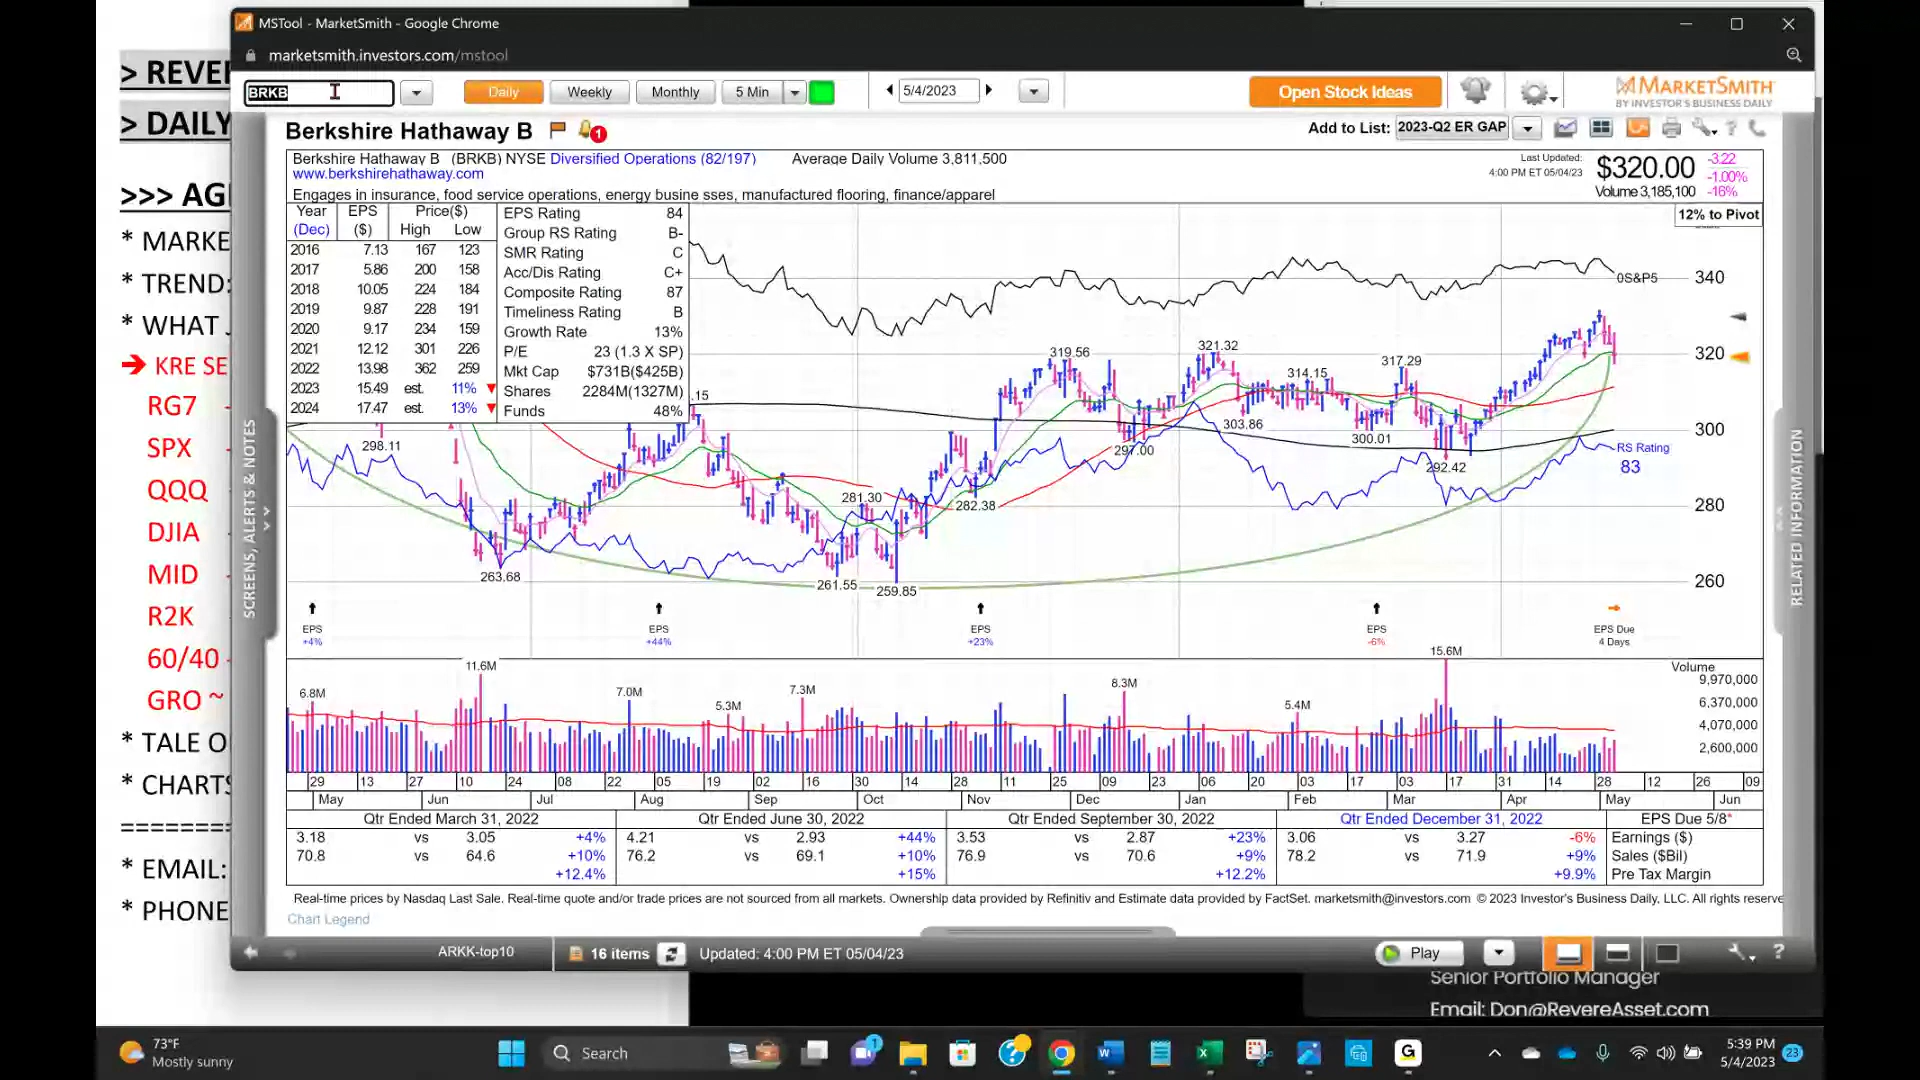 MSTool - MarketSmith - Google Chrome
marketsmith.investors.com/mstool
> REVER
> DAILY
>>> AG
* MARKE
* TREND:
* WHAT
KRE SE
RG7
SPX
QQQ
DJIA
MID
R2K
60/40
GRO ~
* TALE O
* CHARTS
* EMAIL:
* PHONE
BRKB
Daily
Weekly
Monthly
5 Min
5/4/2023
Open Stock Ideas
MARKETSMITH
BY INVESTOR'S BUSINESS DAILY
Berkshire Hathaway B
1
Add to List: 2023-Q2 ER GAP
Berkshire Hathaway B (BRKB) NYSE Diversified Operations (82/197) Average Daily Volume 3,811,500
www.berkshirehathaway.com
Engages in insurance, food service operations, energy busine sses, manufactured flooring, finance/apparel
Last Updated:
4:00 PM ET 05/04/23
$320.00
Volume 3,185,100
-3.22
-1.00%
-16%
12% to Pivot
Year EPS Price($)
(Dec) ($) High Low
2016 7.13 167 123
2017 5.86 200 158
2018 10.05 224 184
2019 9.87 228 191
2020 9.17 234 159
2021 12.12 301 226
2022 13.98 362 259
2023 15.49 est. 11%
2024 17.47 est. 13%
EPS Rating 84
Group RS Rating B-
SMR Rating C
Acc/Dis Rating C+
Composite Rating 87
Timeliness Rating B
Growth Rate 13%
P/E 23 (1.3 X SP)
Mkt Cap $731B($425B)
Shares 2284M(1327M)
Funds 48%
0S&P5
340
320
300
280
260
.15
298.11
263.68
281.30
261.55
259.85
282.38
319.56
297.00
321.32
303.86
314.15
300.01
317.29
292.42
RS Rating
83
EPS
+4%
EPS
+44%
EPS
+23%
EPS
-6%
EPS Due
4 Days
6.8M
11.6M
7.0M
5.3M
7.3M
8.3M
5.4M
15.6M
Volume
9,970,000
6,370,000
4,070,000
2,600,000
29 13 27 10 24 08 22 05 19 02 16 30 14 28 11 25 09 23 06 20 03 17 03 17 31 14 28 12 26 09
May Jun Jul Aug Sep Oct Nov Dec Jan Feb Mar Apr May Jun
Qtr Ended March 31, 2022 Qtr Ended June 30, 2022 Qtr Ended September 30, 2022 Qtr Ended December 31, 2022 EPS Due 5/8*
3.18 vs 3.05 +4% 4.21 vs 2.93 +44% 3.53 vs 2.87 +23% 3.06 vs 3.27 -6% Earnings ($)
70.8 vs 64.6 +10% 76.2 vs 69.1 +10% 76.9 vs 70.6 +9% 78.2 vs 71.9 +9% Sales ($Bil)
+12.4% +15% +12.2% +9.9% Pre Tax Margin
Real-time prices by Nasdaq Last Sale. Real-time quote and/or trade prices are not sourced from all markets. Ownership data provided by Refinitiv and Estimate data provided by FactSet. marketsmith@investors.com © 2023 Investor's Business Daily, LLC. All rights reserve
Chart Legend
SCREENS, ALERTS & NOTES
RELATED INFORMATION
ARKK-top10
16 items
Updated: 4:00 PM ET 05/04/23
Play
?
Senior Portfolio Manager
Email: Don@RevereAsset.com
73°F
Mostly sunny
Search
1
5:39 PM
5/4/2023
23